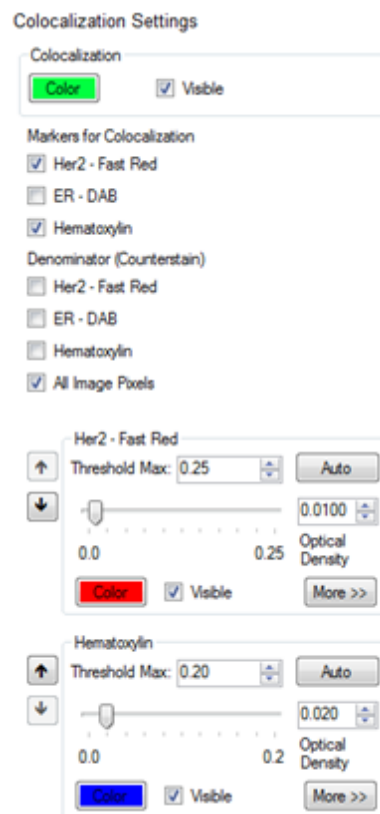 Colocalization Settings
Colocalization
Color Visible
Markers for Colocalization
Her2 - Fast Red
ER - DAB
Hematoxylin
Denominator (Counterstain)
Her2 - Fast Red
ER - DAB
Hematoxylin
All Image Pixels
Her2 - Fast Red
Threshold Max: 0.25 Auto
0.0100
0.0 0.25 Optical
Density
Color Visible More >>
Hematoxylin
Threshold Max: 0.20 Auto
0.020
0.0 0.2 Optical
Density
Color Visible More >>